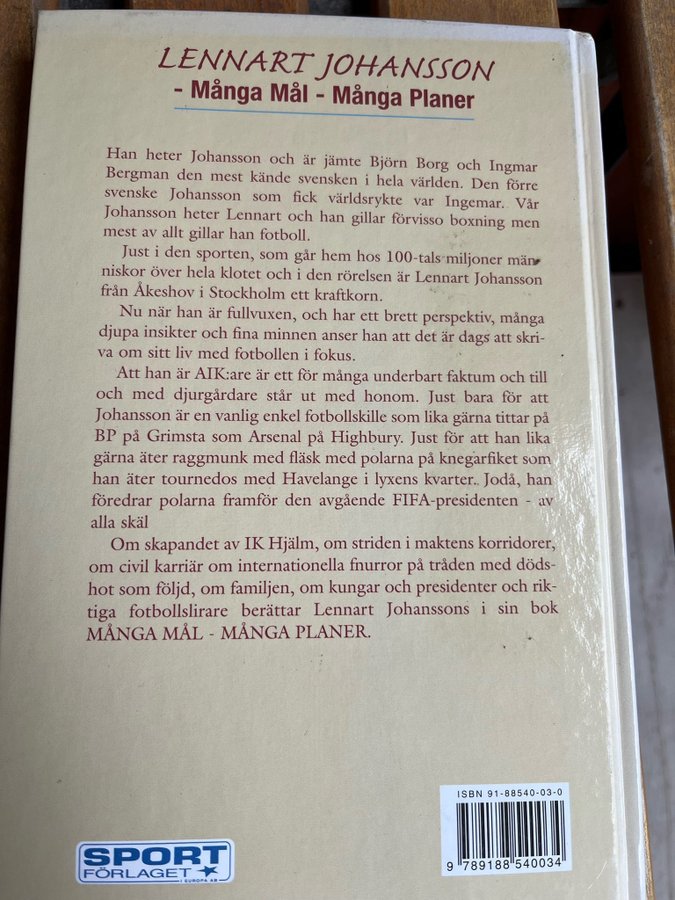 LENNART JOHANSSON
- Många Mål - Många Planer
Han heter Johansson och är jämte Björn Borg och Ingmar
Bergman den mest kände svensken i hela världen. Den förre
svenske Johansson som fick världsrykte var Ingemar. Vår
Johansson heter Lennart och han gillar förvisso boxning men
mest av allt gillar han fotboll.
Just i den sporten, som går hem hos 100-tals miljoner män-
niskor över hela klotet och i den rörelsen är Lennart Johansson
från Åkeshov i Stockholm ett kraftkorn.
Nu när han är fullvuxen, och har ett brett perspektiv, många
djupa insikter och fina minnen anser han att det är dags att skri-
va om sitt liv med fotbollen i fokus.
Att han är AIK:are är ett för många underbart faktum och till
och med djurgårdare står ut med honom. Just bara för att
Johansson är en vanlig enkel fotbollskille som lika gärna tittar på
BP på Grimsta som Arsenal på Highbury. Just för att han lika
gärna äter raggmunk med fläsk med polarna på knegarfiket som
han äter tournedos med Havelange i lyxens kvarter. Jodå, han
föredrar polarna framför den avgående FIFA-presidenten - av
alla skäl
Om skapandet av IK Hjälm, om striden i maktens korridorer,
om civil karriär om internationella fnurror på tråden med döds-
hot som följd, om familjen, om kungar och presidenter och rik-
tiga fotbollslirare berättar Lennart Johanssons i sin bok
MÅNGA MÅL - MÅNGA PLANER.
ISBN 91-88540-03-0
9 789188 540034
SPORT
FÖRLAGET
I EUROPA AB